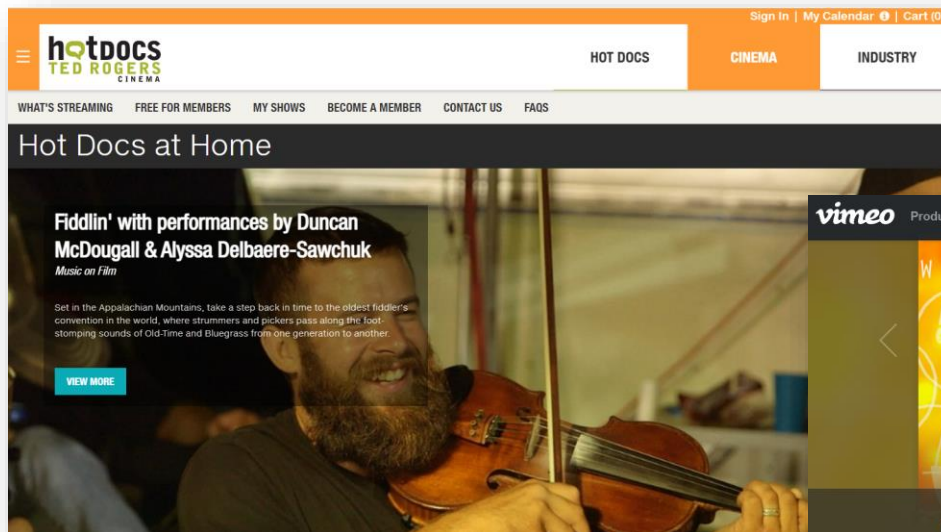 Sign In | My Calendar | Cart (0
hotDOCS
TED ROGERS
CINEMA
HOT DOCS
CINEMA
INDUSTRY
WHAT'S STREAMING FREE FOR MEMBERS MY SHOWS BECOME A MEMBER CONTACT US FAQS
Hot Docs at Home
Fiddlin' with performances by Duncan
McDougall & Alyssa Delbaere-Sawchuk
Music on Film
Set in the Appalachian Mountains, take a step back in time to the oldest fiddler's
convention in the world, where strummers and pickers pass along the foot-
stomping sounds of Old-Time and Bluegrass from one generation to another.
VIEW MORE
vimeo Produ
W